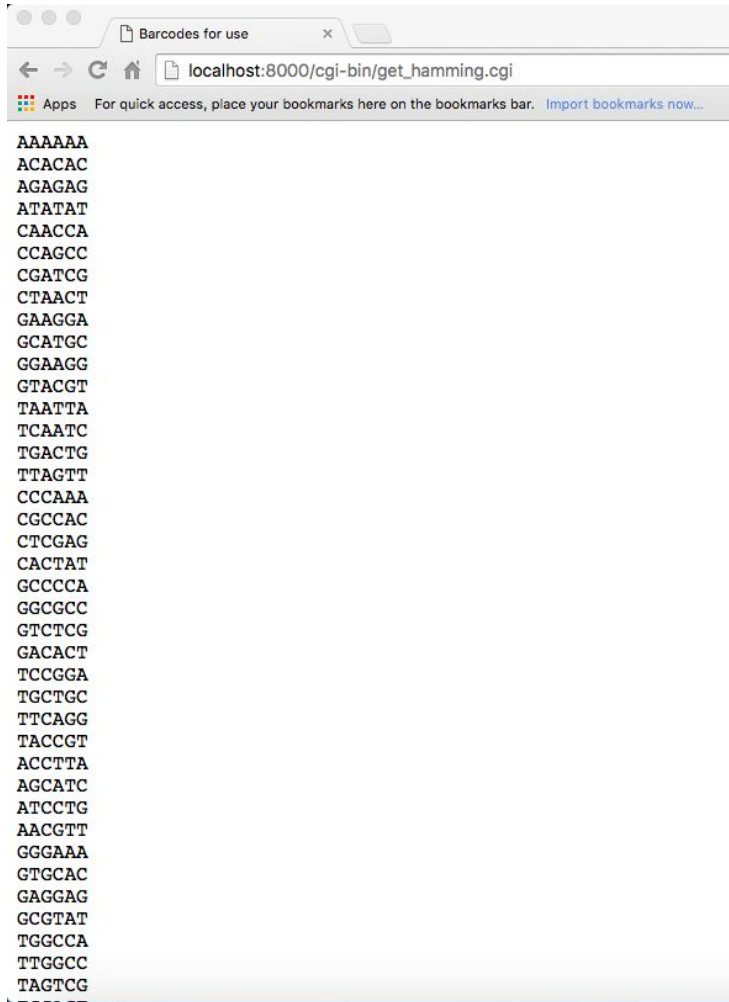 Barcodes for use
localhost:8000/cgi-bin/get_hamming.cgi
Apps For quick access, place your bookmarks here on the bookmarks bar. Import bookmarks now...
AAAAAA
ACACAC
AGAGAG
ATATAT
CAACCA
CCAGCC
CGATCG
CTAACT
GAAGGA
GCATGC
GGAAGG
GTACGT
TAATTA
TCAATC
TGACTG
TTAGTT
CCCAAA
CGCCAC
CTCGAG
CACTAT
GCCCCA
GGCGCC
GTCTCG
GACACT
TCCGGA
TGCTGC
TTCAGG
TACCGT
ACCTTA
AGCATC
ATCCTG
AACGTT
GGGAAA
GTGCAC
GAGGAG
GCGTAT
TGGCCA
TTGGCC
TAGTCG